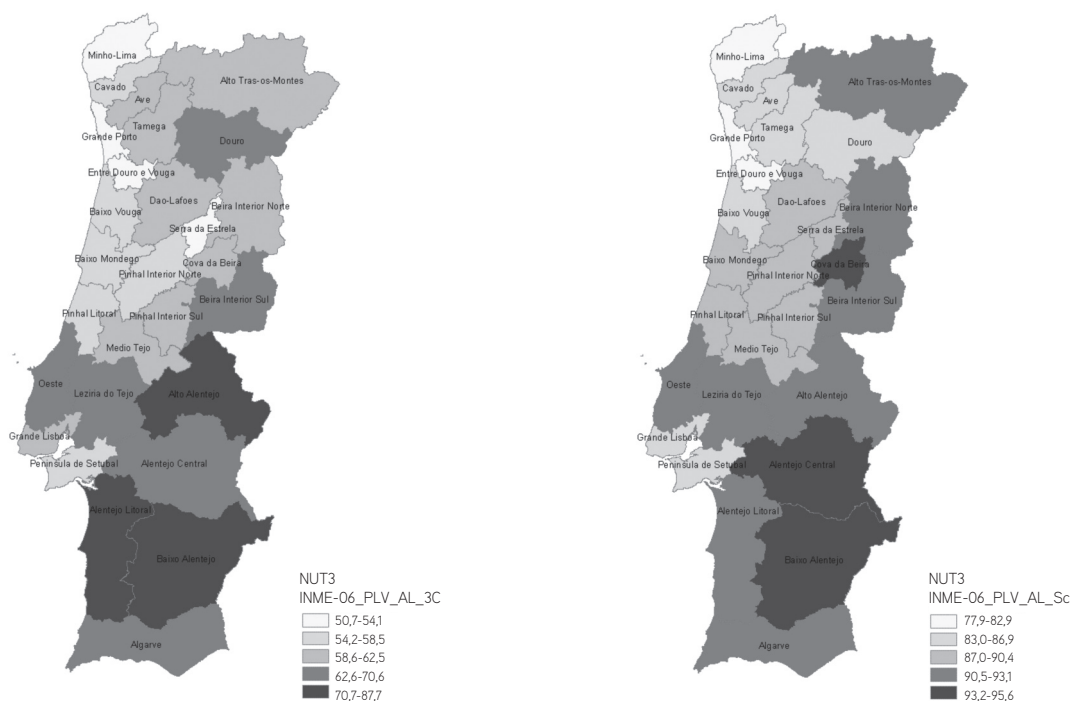 Minho-Lima
Alto Tras-os-Montes
Cavado
Ave
Tamega
Grande Porto
Douro
Entre Douro e Vouga
Dao-Lafoes
Baixo Vouga
Beira Interior Norte
Serra da Estrela
Baixo Mondego
Cova da Beira
Pinhal Interior Norte
Beira Interior Sul
Pinhal Litoral
Pinhal Interior Sul
Medio Tejo
Oeste
Leziria do Tejo
Alto Alentejo
Grande Lisboa
Peninsula de Setubal
Alentejo Central
Alentejo Litoral
Baixo Alentejo
Algarve
NUT3
INME-06_PLV_AL_3C
50,7-54,1
54,2-58,5
58,6-62,5
62,6-70,6
70,7-87,7
Minho-Lima
Alto Tras-os-Montes
Cavado
Ave
Tamega
Grande Porto
Douro
Entre Douro e Vouga
Dao-Lafoes
Baixo Vouga
Beira Interior Norte
Serra da Estrela
Baixo Mondego
Cova da Beira
Pinhal Interior Norte
Beira Interior Sul
Pinhal Litoral
Pinhal Interior Sul
Medio Tejo
Oeste
Leziria do Tejo
Alto Alentejo
Grande Lisboa
Peninsula de Setubal
Alentejo Central
Alentejo Litoral
Baixo Alentejo
Algarve
NUT3
INME-06_PLV_AL_Sc
77,9-82,9
83,0-86,9
87,0-90,4
90,5-93,1
93,2-95,6